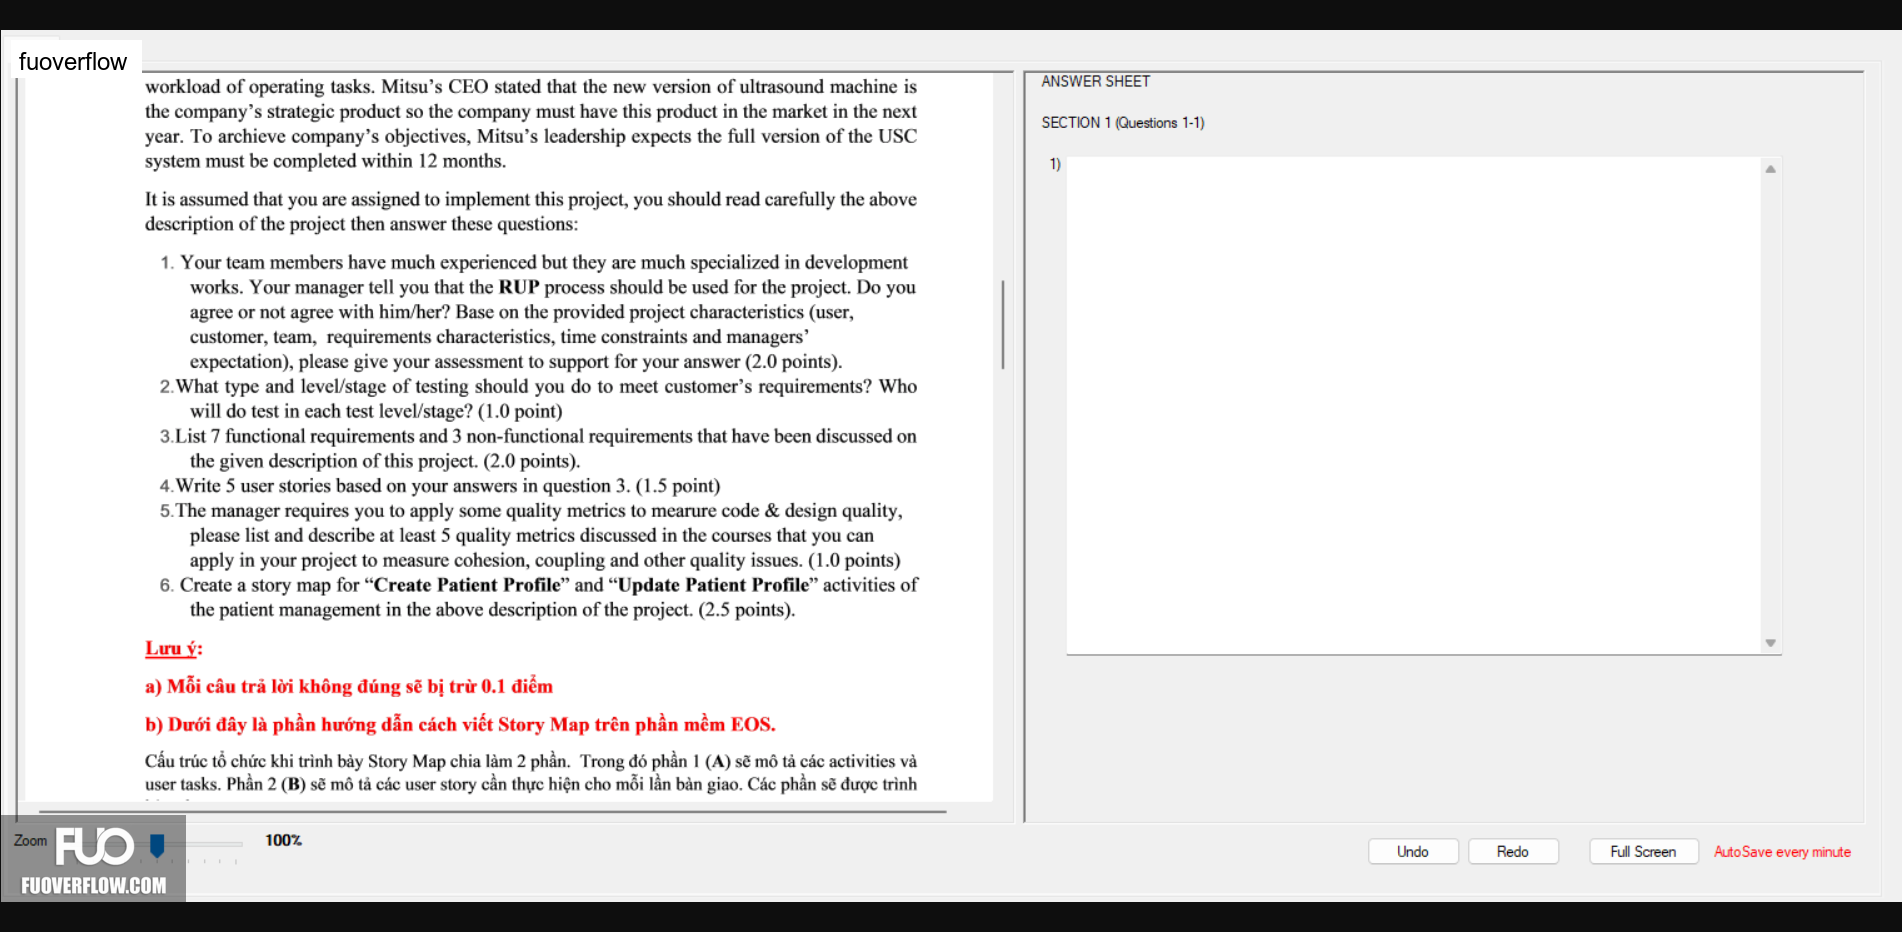 fuoverflow
workload of operating tasks. Mitsu's CEO stated that the new version of ultrasound machine is
the company's strategic product so the company must have this product in the market in the next
year. To archieve company's objectives, Mitsu's leadership expects the full version of the USC
system must be completed within 12 months.
It is assumed that you are assigned to implement this project, you should read carefully the above
description of the project then answer these questions:
1. Your team members have much experienced but they are much specialized in development
works. Your manager tell you that the RUP process should be used for the project. Do you
agree or not agree with him/her? Base on the provided project characteristics (user,
customer, team, requirements characteristics, time constraints and managers'
expectation), please give your assessment to support for your answer (2.0 points).
2.What type and level/stage of testing should you do to meet customer's requirements? Who
will do test in each test level/stage? (1.0 point)
3.List 7 functional requirements and 3 non-functional requirements that have been discussed on
the given description of this project. (2.0 points).
4.Write 5 user stories based on your answers in question 3. (1.5 point)
5.The manager requires you to apply some quality metrics to mearure code & design quality,
please list and describe at least 5 quality metrics discussed in the courses that you can
apply in your project to measure cohesion, coupling and other quality issues. (1.0 points)
6. Create a story map for “Create Patient Profile” and “Update Patient Profile” activities of
the patient management in the above description of the project. (2.5 points).
Lưu ý:
a) Mỗi câu trả lời không đúng sẽ bị trừ 0.1 điểm
b) Dưới đây là phần hướng dẫn cách viết Story Map trên phần mềm EOS.
Cấu trúc tổ chức khi trình bày Story Map chia làm 2 phần. Trong đó phần 1 (A) sẽ mô tả các activities và
user tasks. Phần 2 (B) sẽ mô tả các user story cần thực hiện cho mỗi lần bàn giao. Các phần sẽ được trình
ANSWER SHEET
SECTION 1 (Questions 1-1)
1)
Zoom
100%
FUO
FUOVERFLOW.COM
Undo
Redo
Full Screen
AutoSave every minute